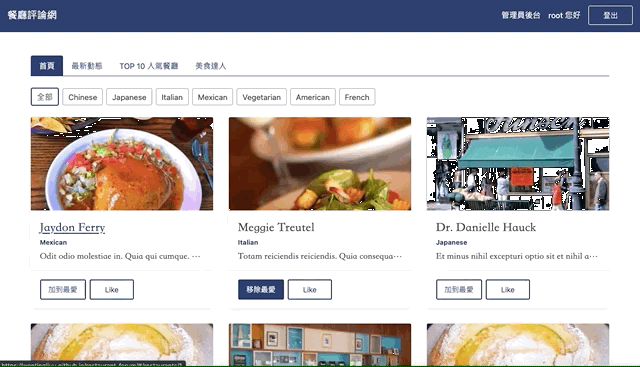 餐廳評論網
管理員後台 root 您好 登出
首頁 最新動態 TOP 10 人氣餐廳 美食達人
全部 Chinese Japanese Italian Mexican Vegetarian American French
Jaydon Ferry
Mexican
Odit odio molestiae in. Quia qui cumque. ⋯
加到最愛 Like
Meggie Treutel
Italian
Totam reiciendis reiciendis. Quia consequa⋯
移除最愛 Like
Dr. Danielle Hauck
Japanese
Et minus nihil excepturi optio sit et nihil a⋯
加到最愛 Like